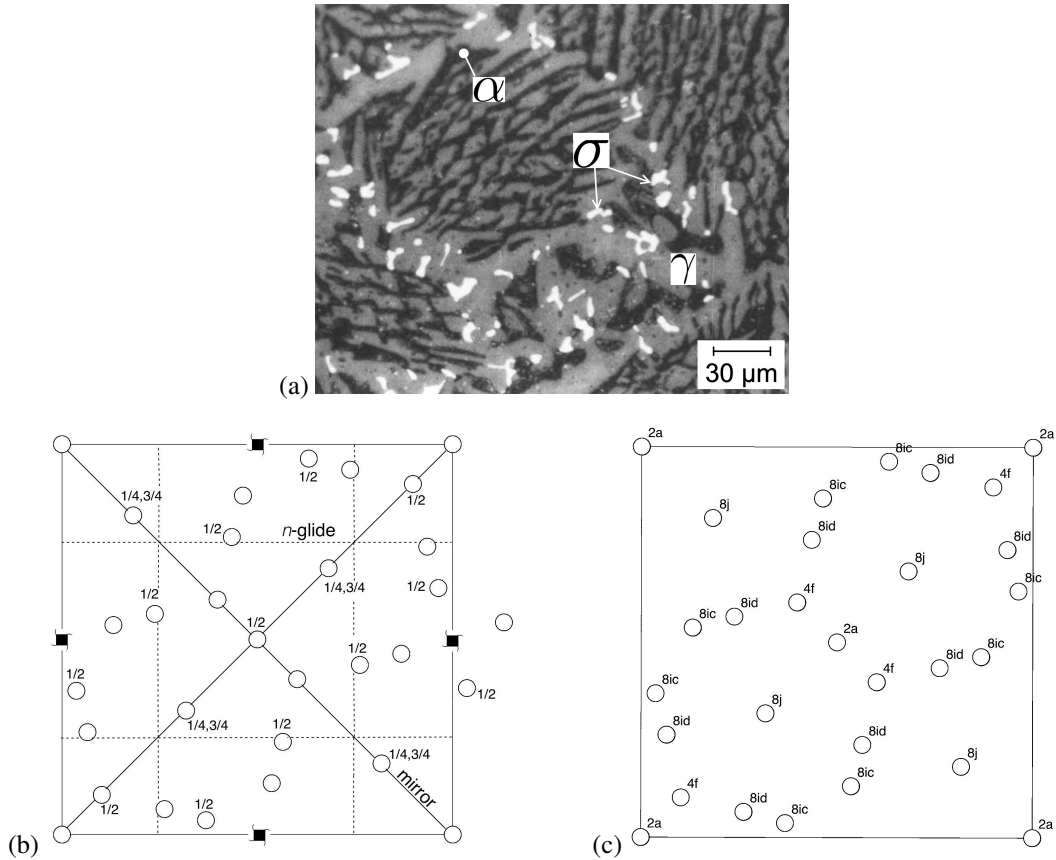 α
σ
γ
30 µm
(a)
1/2
1/4,3/4
1/2
1/2
n-glide
1/4,3/4
1/2
1/2
1/2
1/2
1/2
1/2
1/4,3/4
1/2
1/4,3/4
mirror
1/2
1/2
(b)
2a
2a
8ic
8id
4f
8ic
8j
8id
8id
8j
8ic
4f
8id
8ic
2a
8ic
8id
4f
8ic
8j
8id
8id
8j
8ic
4f
8id
8ic
2a
2a
(c)